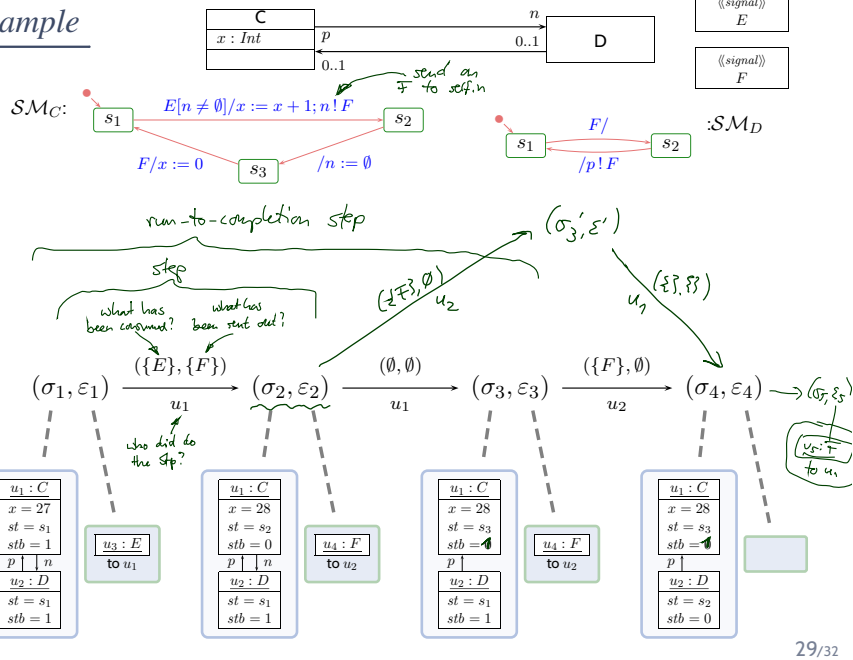 ample
C
x : Int
p
n
0..1
0..1
D
⟨⟨signal⟩⟩
E
⟨⟨signal⟩⟩
F
send an
F to self.n
SM_C:
E[n ≠ ∅]/x := x + 1; n ! F
s1
s2
F/x := 0
s3
/n := ∅
F/
:SM_D
s1
s2
/p ! F
run-to-completion step
step
what has been consumed?
what has been sent out?
(σ3′, ε′)
({F}, ∅)
u2
({}, {})
u1
({E}, {F})
(∅, ∅)
({F}, ∅)
(σ1, ε1)
(σ2, ε2)
(σ3, ε3)
(σ4, ε4)
(σ5, ε5
u1
u1
u2
who did do
the step?
u5 : F
to u1
u1 : C
x = 27
st = s1
stb = 1
p
n
u2 : D
st = s1
stb = 1
u3 : E
to u1
u1 : C
x = 28
st = s2
stb = 0
p
n
u2 : D
st = s1
stb = 1
u4 : F
to u2
u1 : C
x = 28
st = s3
stb =
p
u2 : D
st = s1
stb = 1
u4 : F
to u2
u1 : C
x = 28
st = s3
stb =
p
u2 : D
st = s2
stb = 0
29/32